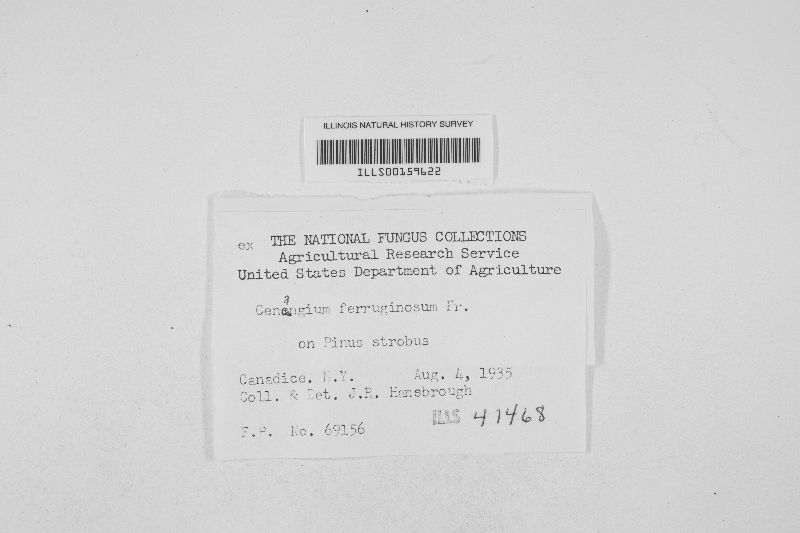 ILLINOIS NATURAL HISTORY SURVEY
ILLS00159622
ex THE NATIONAL FUNGUS COLLECTIONS
Agricultural Research Service
United States Department of Agriculture
Cenangium ferruginosum Fr.
on Pinus strobus
Canadice. N.Y. Aug. 4, 1935
Coll. & Det. J.R. Hansbrough
F.P. No. 69156
ILLS 41468